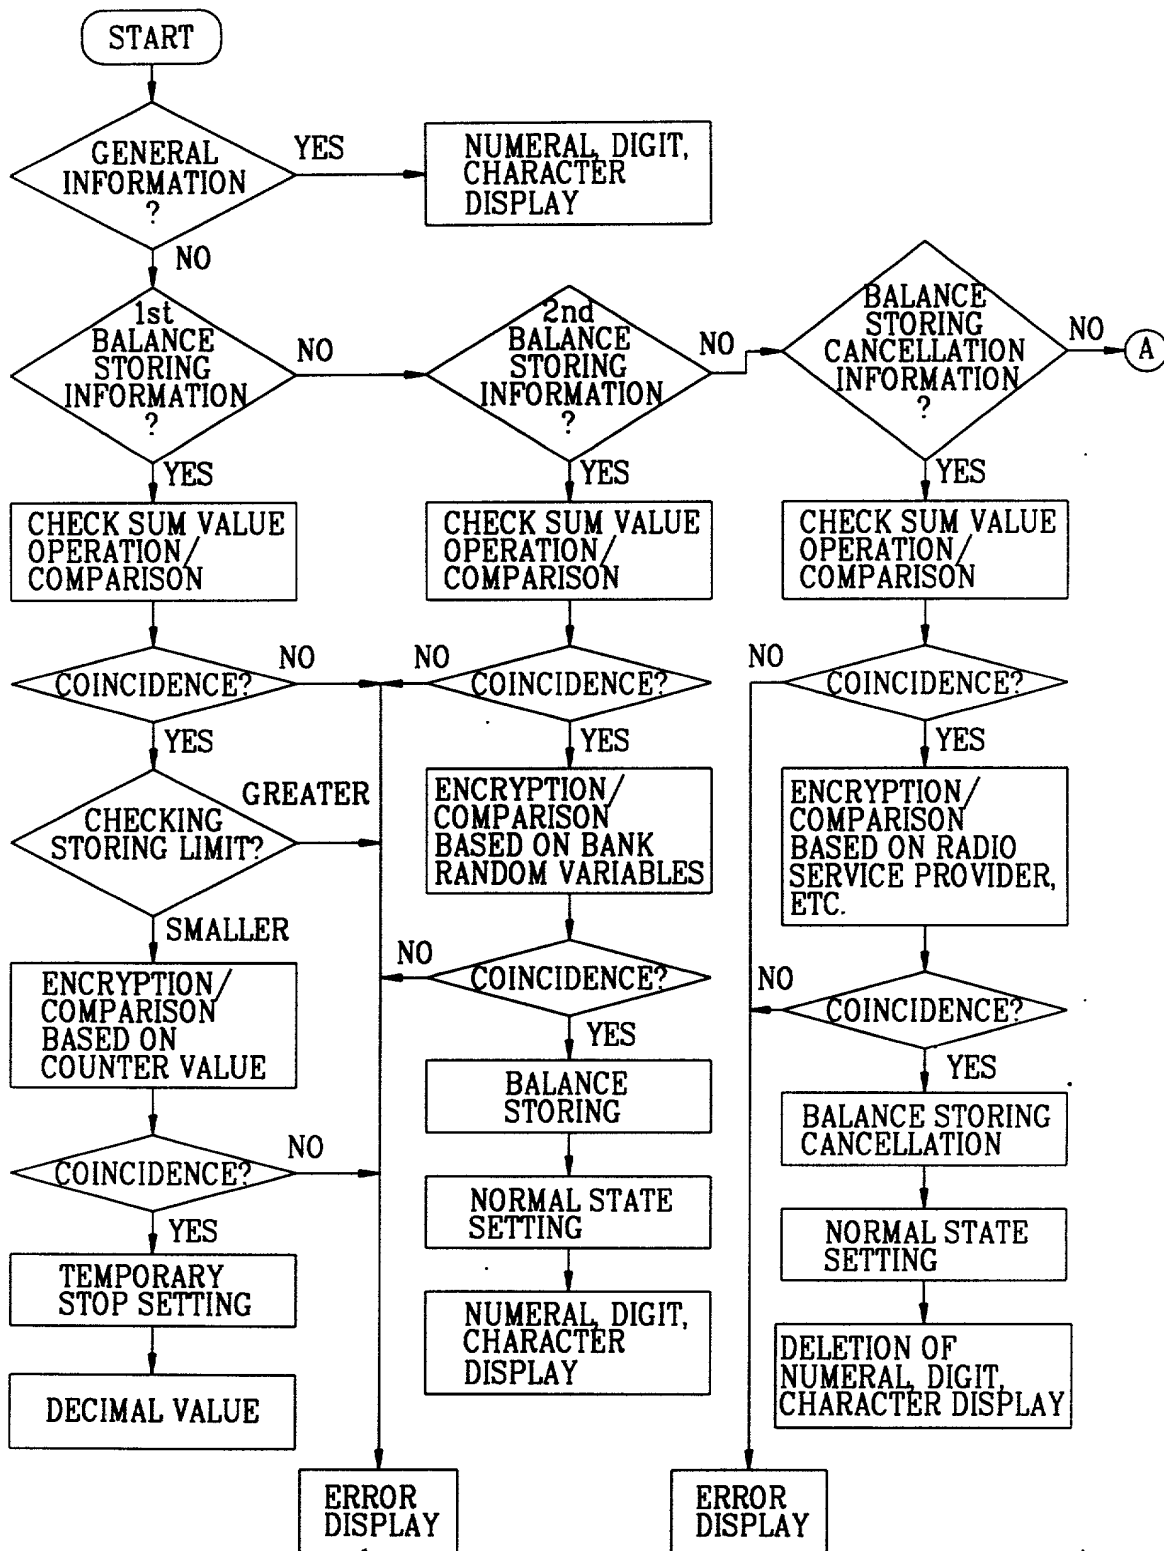 START
GENERAL
INFORMATION
?
YES
NUMERAL, DIGIT,
CHARACTER
DISPLAY
NO
1st
BALANCE
STORING
INFORMATION
?
NO
2nd
BALANCE
STORING
INFORMATION
?
NO
BALANCE
STORING
CANCELLATION
INFORMATION
?
NO
A
YES
CHECK SUM VALUE
OPERATION/
COMPARISON
YES
CHECK SUM VALUE
OPERATION/
COMPARISON
YES
CHECK SUM VALUE
OPERATION/
COMPARISON
COINCIDENCE?
NO
NO
COINCIDENCE?
NO
COINCIDENCE?
YES
CHECKING
STORING LIMIT?
GREATER
YES
ENCRYPTION/
COMPARISON
BASED ON BANK
RANDOM VARIABLES
YES
ENCRYPTION/
COMPARISON
BASED ON RADIO
SERVICE PROVIDER,
ETC.
SMALLER
ENCRYPTION/
COMPARISON
BASED ON
COUNTER VALUE
NO
COINCIDENCE?
NO
COINCIDENCE?
YES
BALANCE
STORING
YES
BALANCE STORING
CANCELLATION
COINCIDENCE?
NO
NORMAL STATE
SETTING
NORMAL STATE
SETTING
YES
TEMPORARY
STOP SETTING
NUMERAL, DIGIT,
CHARACTER
DISPLAY
DELETION OF
NUMERAL, DIGIT,
CHARACTER DISPLAY
DECIMAL VALUE
ERROR
DISPLAY
ERROR
DISPLAY